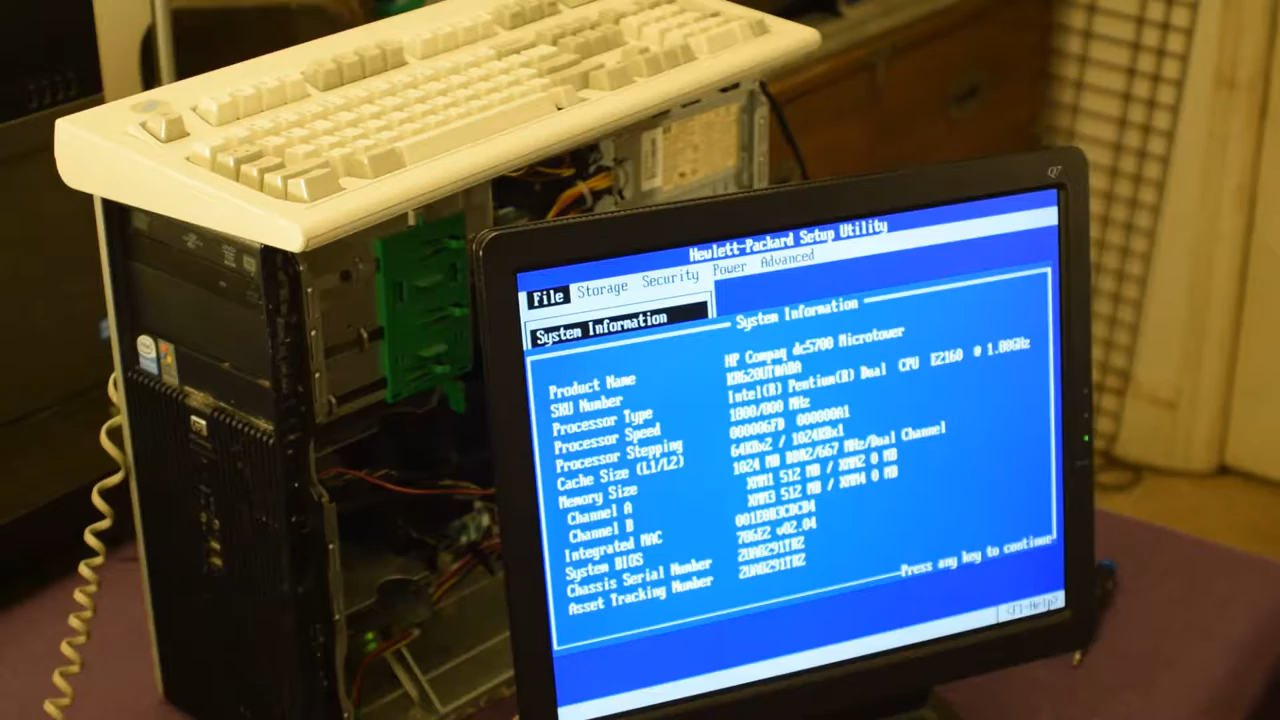 Q7
Hewlett-Packard Setup Utility
File Storage Security Power Advanced
System Information
System Information
Product Name HP Compaq dc5700 Microtower
SKU Number KR620UT#ABA
Processor Type Intel(R) Pentium(R) Dual CPU E2160 @ 1.80GHz
Processor Speed 1800/800 MHz
Processor Stepping 000006FD 000000A1
Cache Size (L1/L2) 64KBx2 / 1024KBx1
Memory Size 1024 MB DDR2/667 MHz/Dual Channel
Channel A XMM1 512 MB / XMM2 0 MB
Channel B XMM3 512 MB / XMM4 0 MB
Integrated MAC 001E0B3CDCB4
System BIOS 786E2 v02.04
Chassis Serial Number 2UA8291TRZ
Asset Tracking Number 2UA8291TRZ
Press any key to continue
<F1=Help>